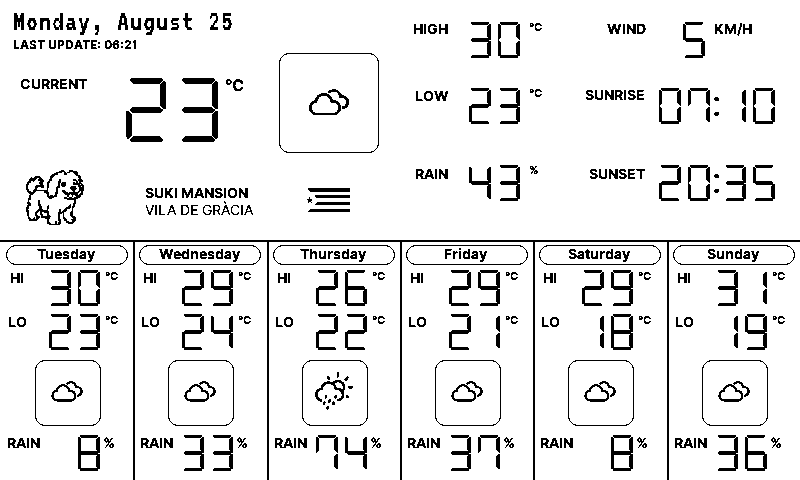 Monday, August 25
LAST UPDATE: 06:21
CURRENT 23 °C
SUKI MANSION
VILA DE GRÀCIA
HIGH 30 °C
LOW 23 °C
RAIN 43 %
WIND 5 KM/H
SUNRISE 07:10
SUNSET 20:35
Tuesday
HI 30 °C
LO 23 °C
RAIN 8 %
Wednesday
HI 29 °C
LO 24 °C
RAIN 33 %
Thursday
HI 26 °C
LO 22 °C
RAIN 74 %
Friday
HI 29 °C
LO 21 °C
RAIN 37 %
Saturday
HI 29 °C
LO 18 °C
RAIN 8 %
Sunday
HI 31 °C
LO 19 °C
RAIN 36 %